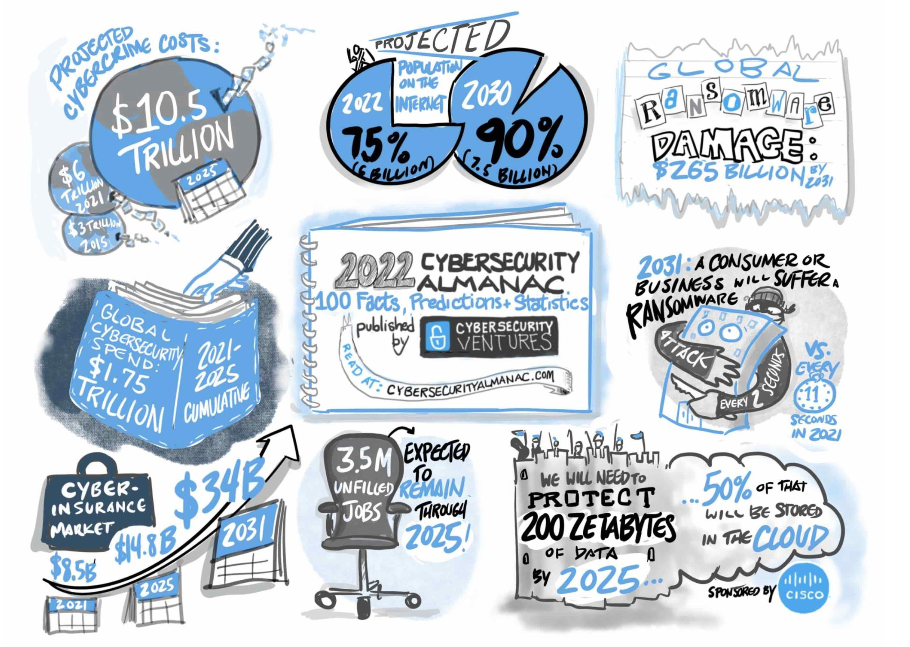 PROJECTED
CYBERCRIME COSTS:
$10.5
TRILLION
2025
$6
TRILLION
2021
$3 TRILLION
2015
% OF
PROJECTED
POPULATION
ON THE
INTERNET
2022
75%
(6 BILLION)
2030
90%
(7.5 BILLION)
GLOBAL
RANSOMWARE
DAMAGE:
$265 BILLION BY
2031
GLOBAL
CYBERSECURITY
SPEND:
$1.75
TRILLION
2021-
2025
CUMULATIVE
2022 CYBERSECURITY
ALMANAC:
100 Facts, Predictions + Statistics
published
by
CYBERSECURITY
VENTURES
READ AT: CYBERSECURITYALMANAC.COM
2031: A CONSUMER OR
BUSINESS WILL SUFFER A
RANSOMWARE
ATTACK
EVERY 2 SECONDS
VS.
EVERY
11
SECONDS
IN 2021
CYBER-
INSURANCE
MARKET
$8.5B
$14.8B
$34B
2021
2025
2031
3.5M
UNFILLED
JOBS
EXPECTED
TO
REMAIN
THROUGH
2025!
WE WILL NEED TO
PROTECT
200 ZETABYTES
OF DATA
BY 2025...
...50% OF THAT
WILL BE STORED
IN THE CLOUD
SPONSORED BY
CISCO